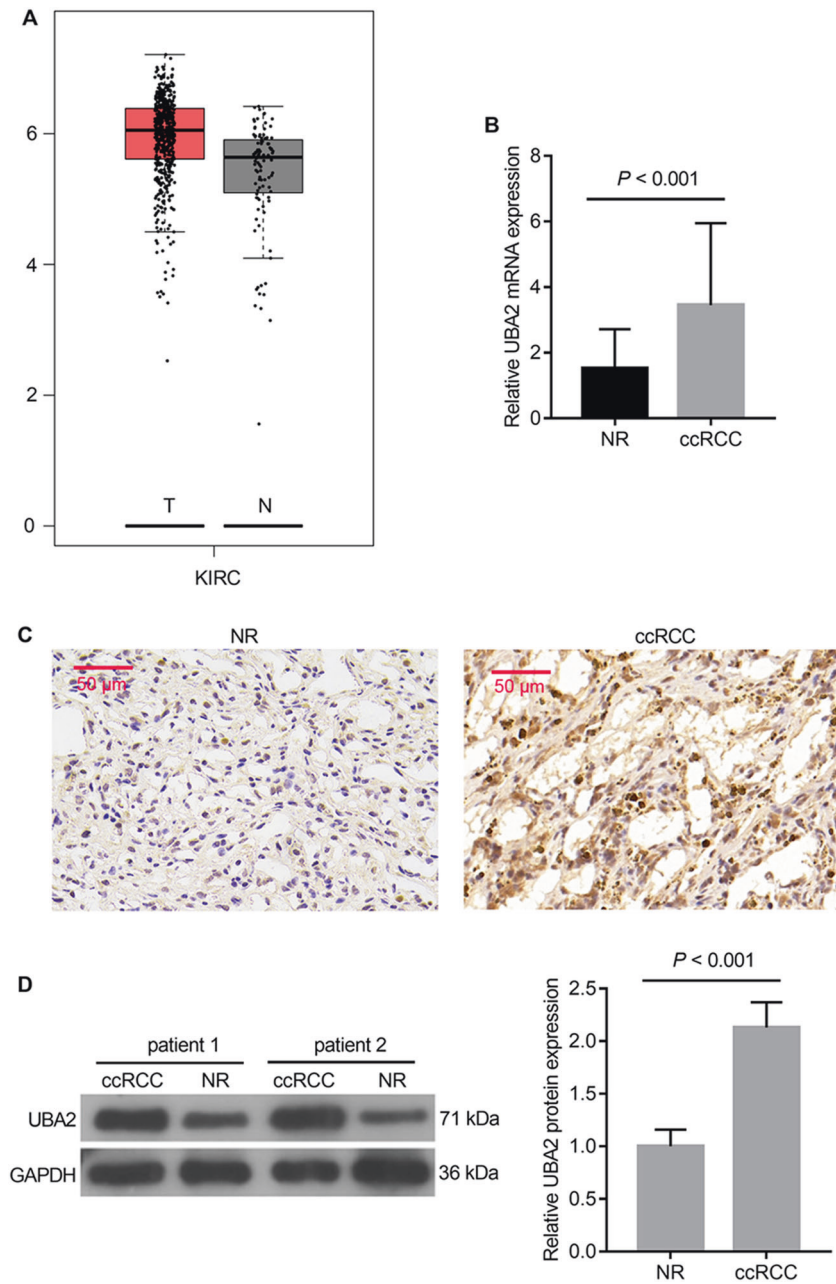 A
6
4
2
0
T N
KIRC
B
Relative UBA2 mRNA expression
8
6
4
2
0
P < 0.001
NR ccRCC
C
NR ccRCC
50 µm 50 µm
D
patient 1 patient 2
ccRCC NR ccRCC NR
UBA2 71 kDa
GAPDH 36 kDa
Relative UBA2 protein expression
P < 0.001
2.5
2.0
1.5
1.0
0.5
0.0
NR ccRCC